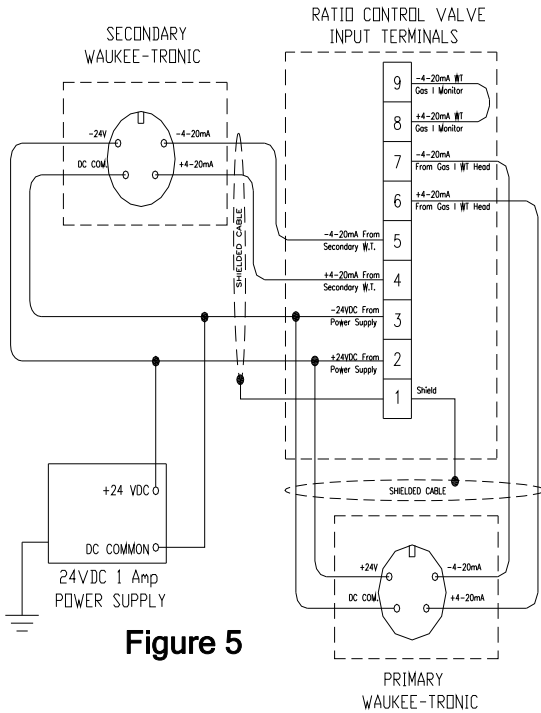 RATIO CONTROL VALVE
INPUT TERMINALS
SECONDARY
WAUKEE-TRONIC
-24V
-4-20mA
DC COM.
+4-20mA
SHIELDED CABLE
9
-4-20mA WT
Gas I Monitor
8
+4-20mA WT
Gas I Monitor
7
-4-20mA
From Gas I WT Head
6
+4-20mA
From Gas I WT Head
-4-20mA From
Secondary W.T.
5
+4-20mA From
Secondary W.T.
4
-24VDC From
Power Supply
3
+24VDC From
Power Supply
2
1
Shield
SHIELDED CABLE
+24 VDC
DC COMMON
24VDC 1 Amp
POWER SUPPLY
Figure 5
+24V
-4-20mA
DC COM.
+4-20mA
PRIMARY
WAUKEE-TRONIC